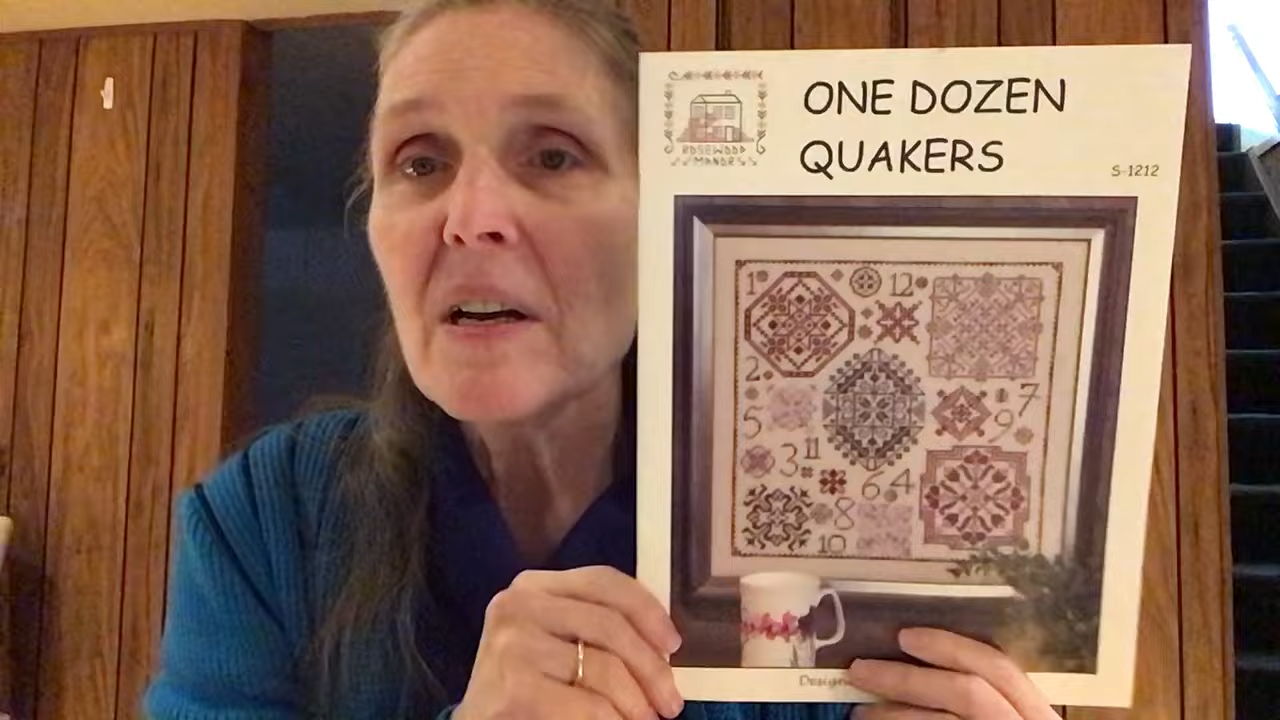 ONE DOZEN
QUAKERS
ROSEWOOD
MANOR
S-1212
1 12
2
7
5 9
3 11
6 4
8
10